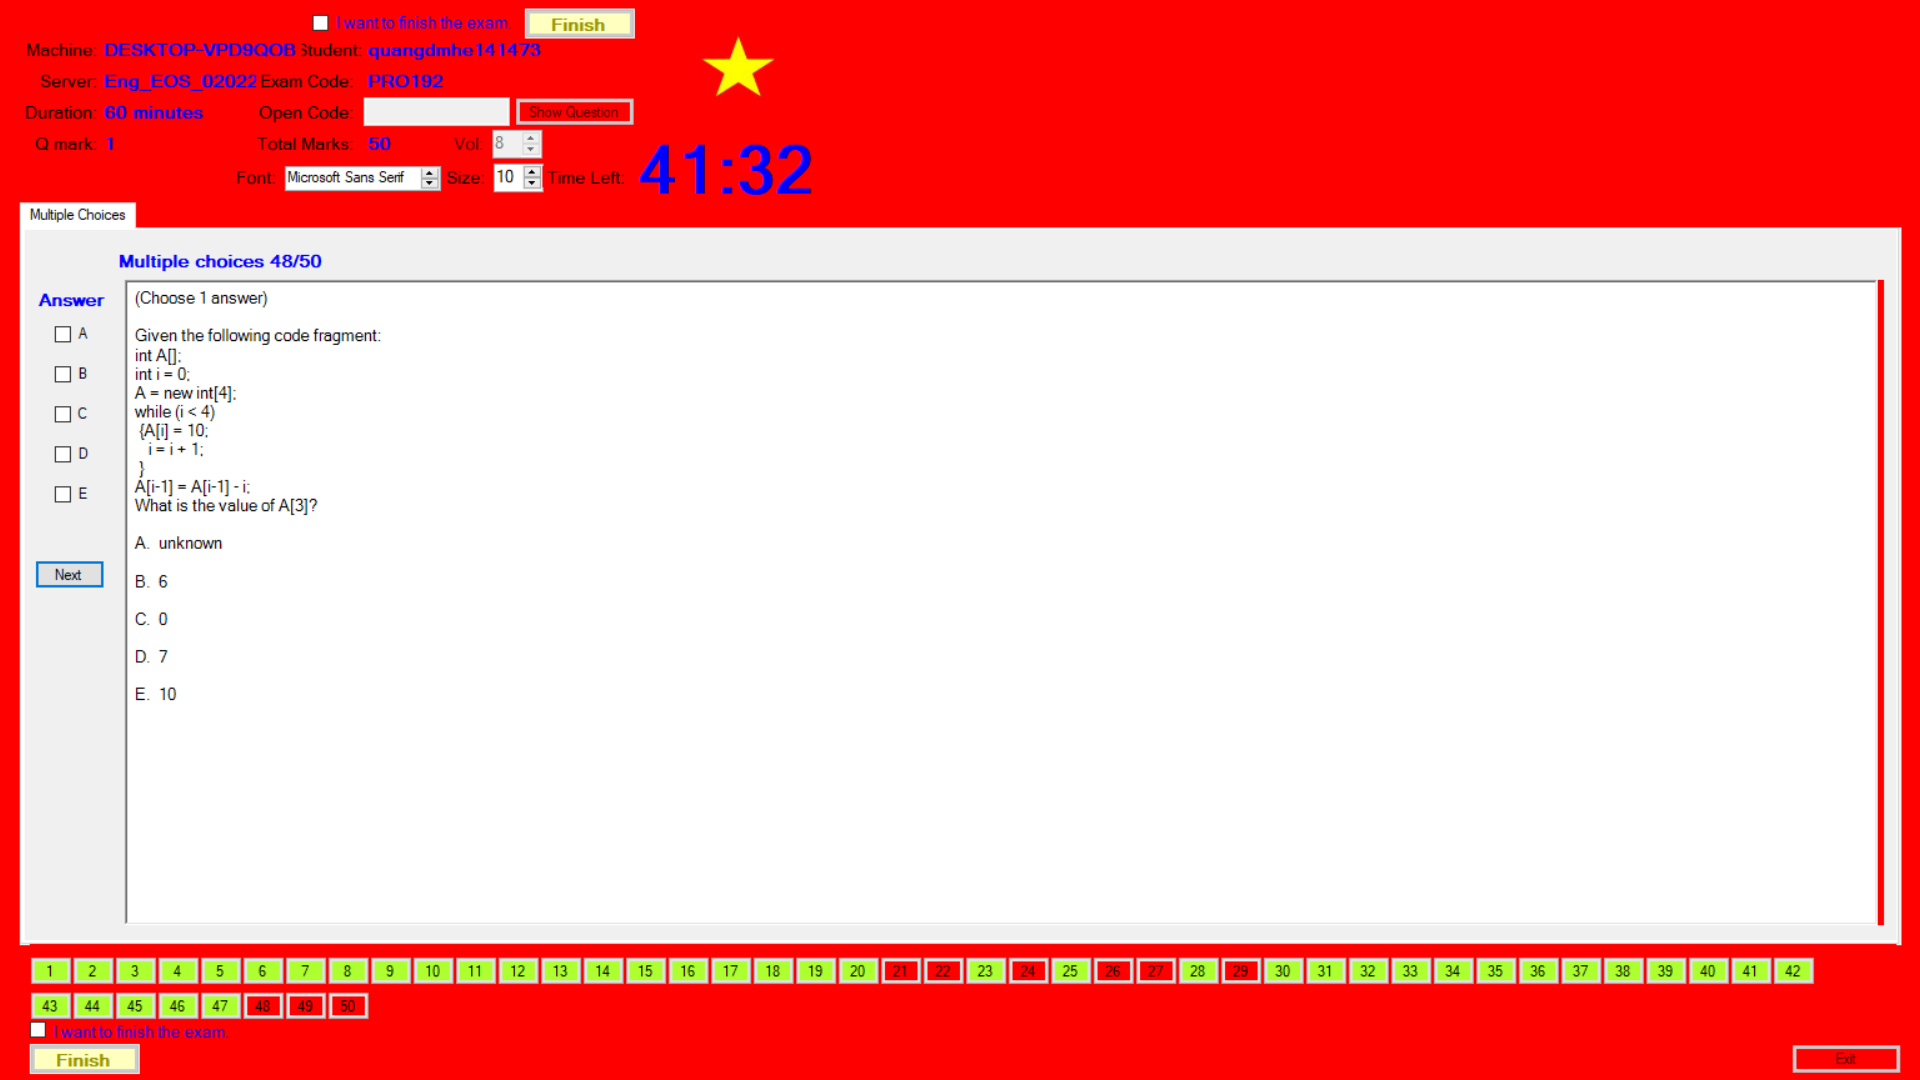 I want to finish the exam.
Finish
Machine: DESKTOP-VPD9QOB Student: quangdmhe141473
Server: Eng_EOS_02022 Exam Code: PRO192
Duration: 60 minutes Open Code: Show Question
Q mark: 1 Total Marks: 50 Vol: 8
Font: Microsoft Sans Serif Size: 10 Time Left: 41:32
Multiple Choices
Multiple choices 48/50
Answer
A
B
C
D
E
Next
(Choose 1 answer)
Given the following code fragment:
int A[];
int i = 0;
A = new int[4];
while (i < 4)
{A[i] = 10;
i = i + 1;
}
A[i-1] = A[i-1] - i;
What is the value of A[3]?
A. unknown
B. 6
C. 0
D. 7
E. 10
1 2 3 4 5 6 7 8 9 10 11 12 13 14 15 16 17 18 19 20 21 22 23 24 25 26 27 28 29 30 31 32 33 34 35 36 37 38 39 40 41 42
43 44 45 46 47 48 49 50
I want to finish the exam.
Finish
Exit